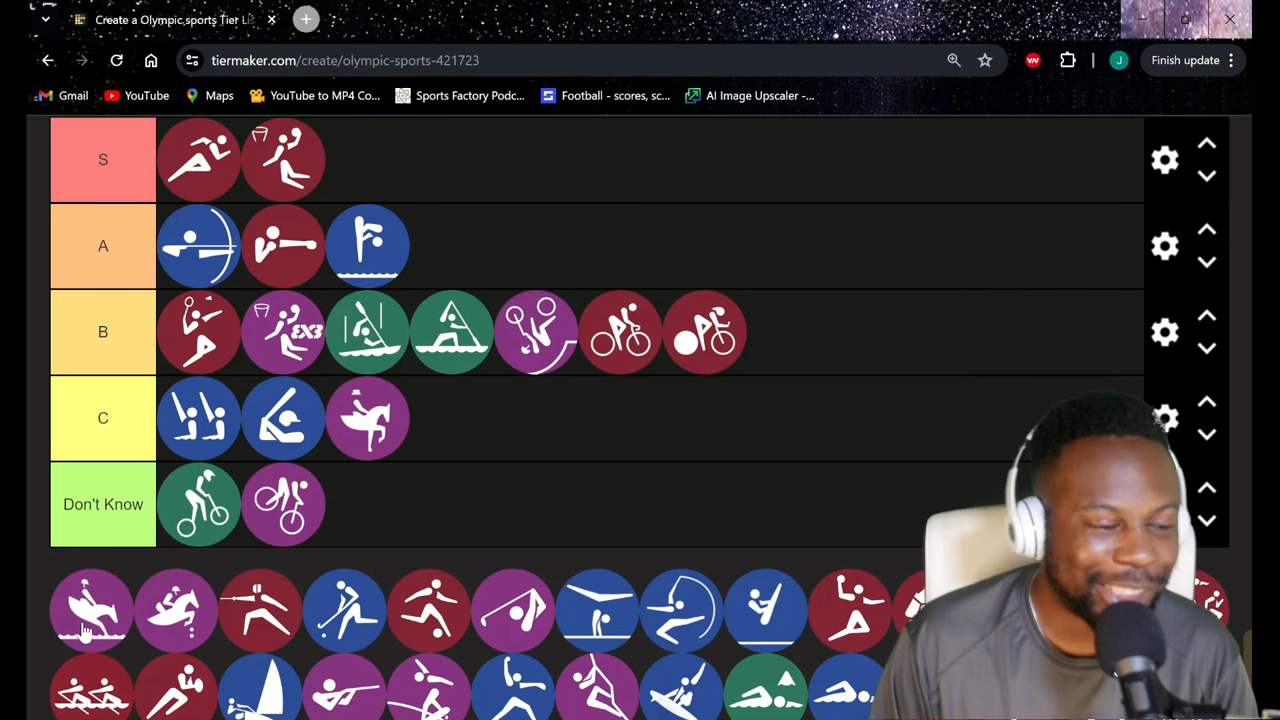 Create a Olympic sports Tier Li
tiermaker.com/create/olympic-sports-421723
J
Finish update
Gmail
YouTube
Maps
YouTube to MP4 Co...
Sports Factory Podc...
Football - scores, sc...
AI Image Upscaler -...
S
A
B
3X3
C
Don't Know